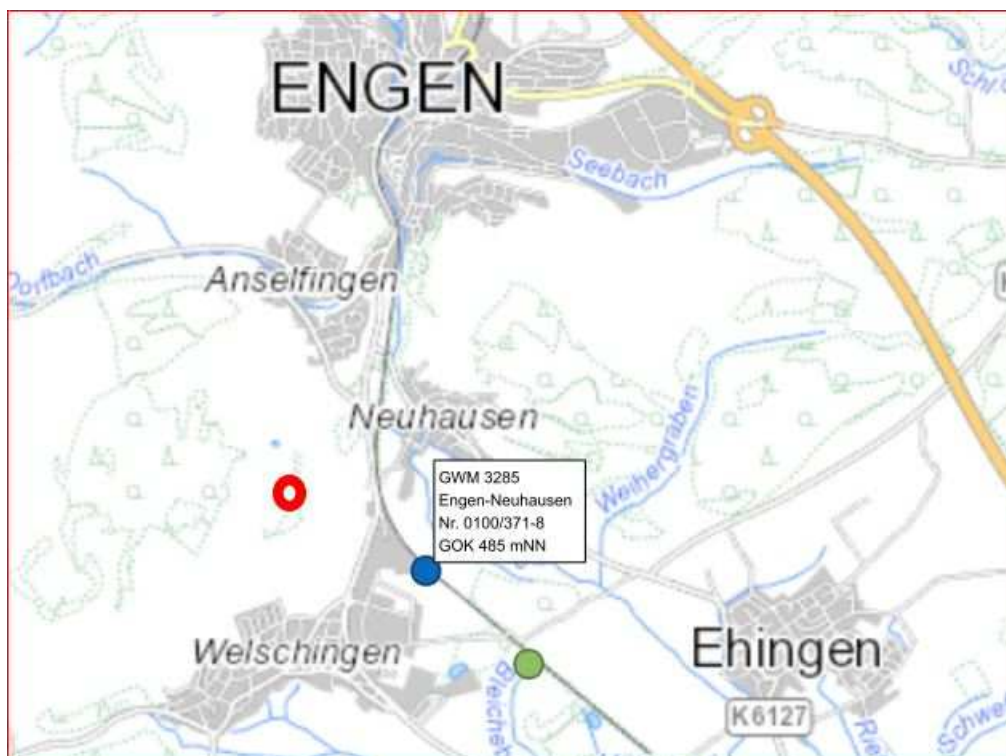 ENGEN
Schl
Seebach
Anselfingen
K
Neuhausen
Weihergraben
GWM 3285
Engen-Neuhausen
Nr. 0100/371-8
GOK 485 mNN
Welschingen
Ehingen
K6127